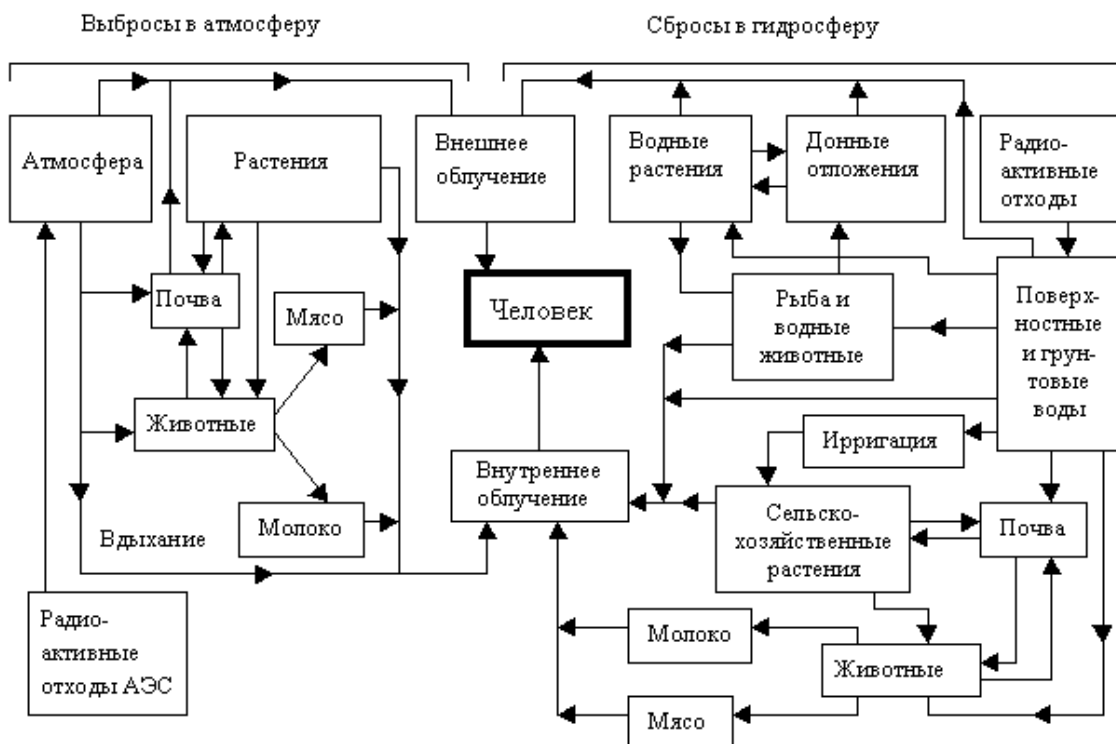 Выбросы в атмосферу
Сбросы в гидросферу
Атмосфера
Растения
Внешнее
облучение
Водные
растения
Донные
отложения
Радио-
активные
отходы
Почва
Мясо
Человек
Рыба и
водные
животные
Поверх-
ностные
и грун-
товые
воды
Животные
Ирригация
Внутреннее
облучение
Молоко
Вдыхание
Сельско-
хозяйственные
растения
Почва
Радио-
активные
отходы АЭС
Молоко
Животные
Мясо